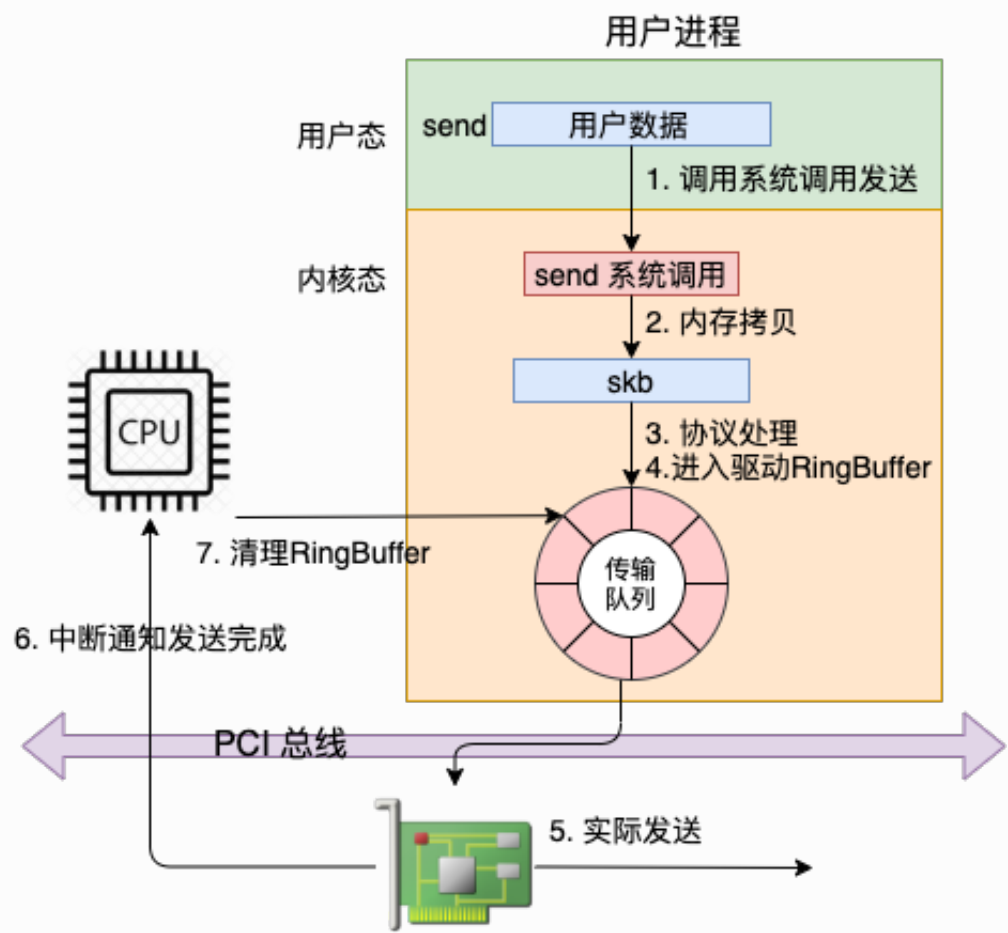 用户进程
用户态
send
用户数据
1. 调用系统调用发送
内核态
send 系统调用
2. 内存拷贝
skb
CPU
3. 协议处理
4.进入驱动RingBuffer
7. 清理RingBuffer
传输
队列
6. 中断通知发送完成
PCI 总线
5. 实际发送